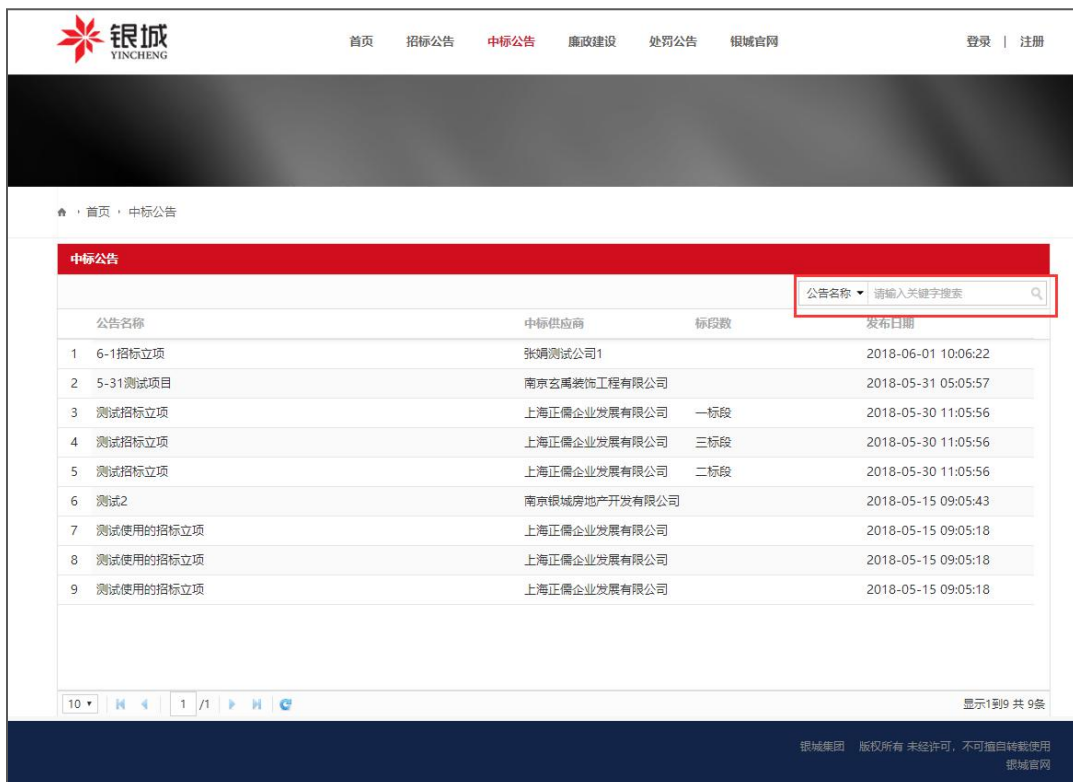 银城
YINCHENG
首页 招标公告 中标公告 廉政建设 处罚公告 银城官网 登录 | 注册
首页 中标公告
中标公告
公告名称 请输入关键字搜索
公告名称 中标供应商 标段数 发布日期
1 6-1招标立项 张娟测试公司1 2018-06-01 10:06:22
2 5-31测试项目 南京玄禹装饰工程有限公司 2018-05-31 05:05:57
3 测试招标立项 上海正儒企业发展有限公司 一标段 2018-05-30 11:05:56
4 测试招标立项 上海正儒企业发展有限公司 三标段 2018-05-30 11:05:56
5 测试招标立项 上海正儒企业发展有限公司 二标段 2018-05-30 11:05:56
6 测试2 南京银城房地产开发有限公司 2018-05-15 09:05:43
7 测试使用的招标立项 上海正儒企业发展有限公司 2018-05-15 09:05:18
8 测试使用的招标立项 上海正儒企业发展有限公司 2018-05-15 09:05:18
9 测试使用的招标立项 上海正儒企业发展有限公司 2018-05-15 09:05:18
10 1 /1 显示1到9 共 9条
银城集团 版权所有 未经许可，不可擅自转载使用
银城官网